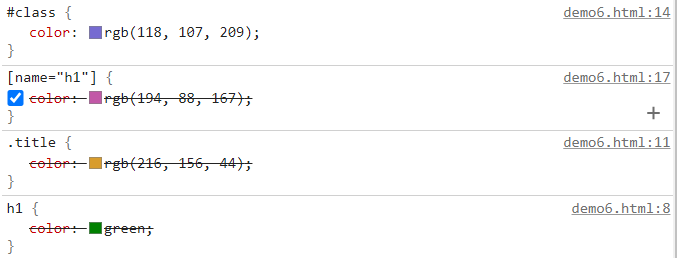 #class { demo6.html:14
color: rgb(118, 107, 209);
}
[name="h1"] { demo6.html:17
color: rgb(194, 88, 167);
+
}
.title { demo6.html:11
color: rgb(216, 156, 44);
}
h1 { demo6.html:8
color: green;
}